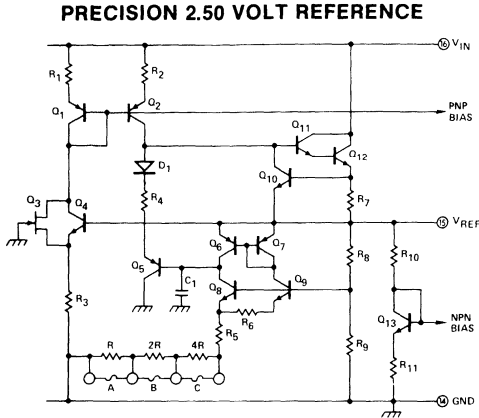 PRECISION 2.50 VOLT REFERENCE
16 VIN
R1 R2
Q1 Q2 PNP BIAS
Q11
Q12
D1 Q10
R4 R7
Q3 Q4
15 VREF
Q6 Q7 R8 R10
Q5
C1 Q8 Q9
R3 R6 Q13 NPN BIAS
R5 R9
R 2R 4R R11
A B C
14 GND